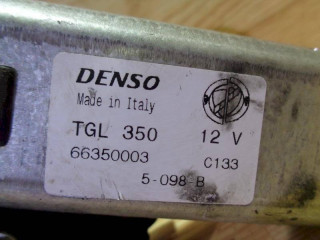 DENSO
Made in Italy
TGL 350 12 V
66350003 C133
5-098-B